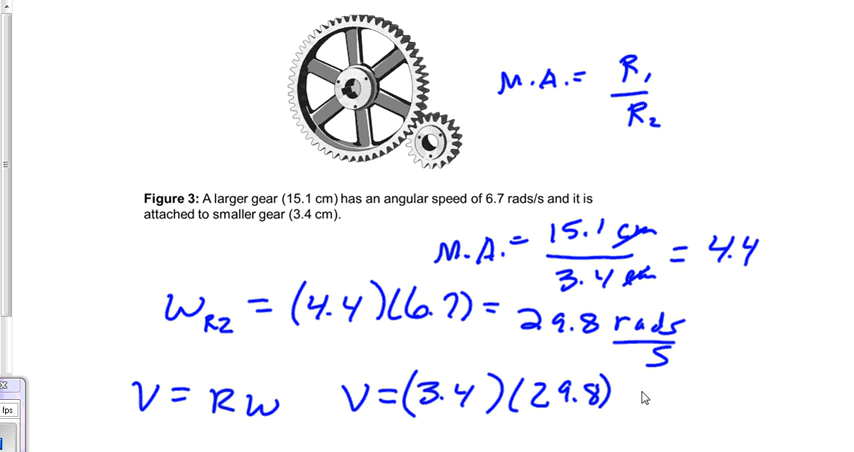 M.A. = R₁/R₂
Figure 3: A larger gear (15.1 cm) has an angular speed of 6.7 rads/s and it is
attached to smaller gear (3.4 cm).
M.A. = 15.1 cm/3.4 cm = 4.4
W_R2 = (4.4)(6.7) = 29.8 rads/s
V = RW V=(3.4)(29.8)
fps